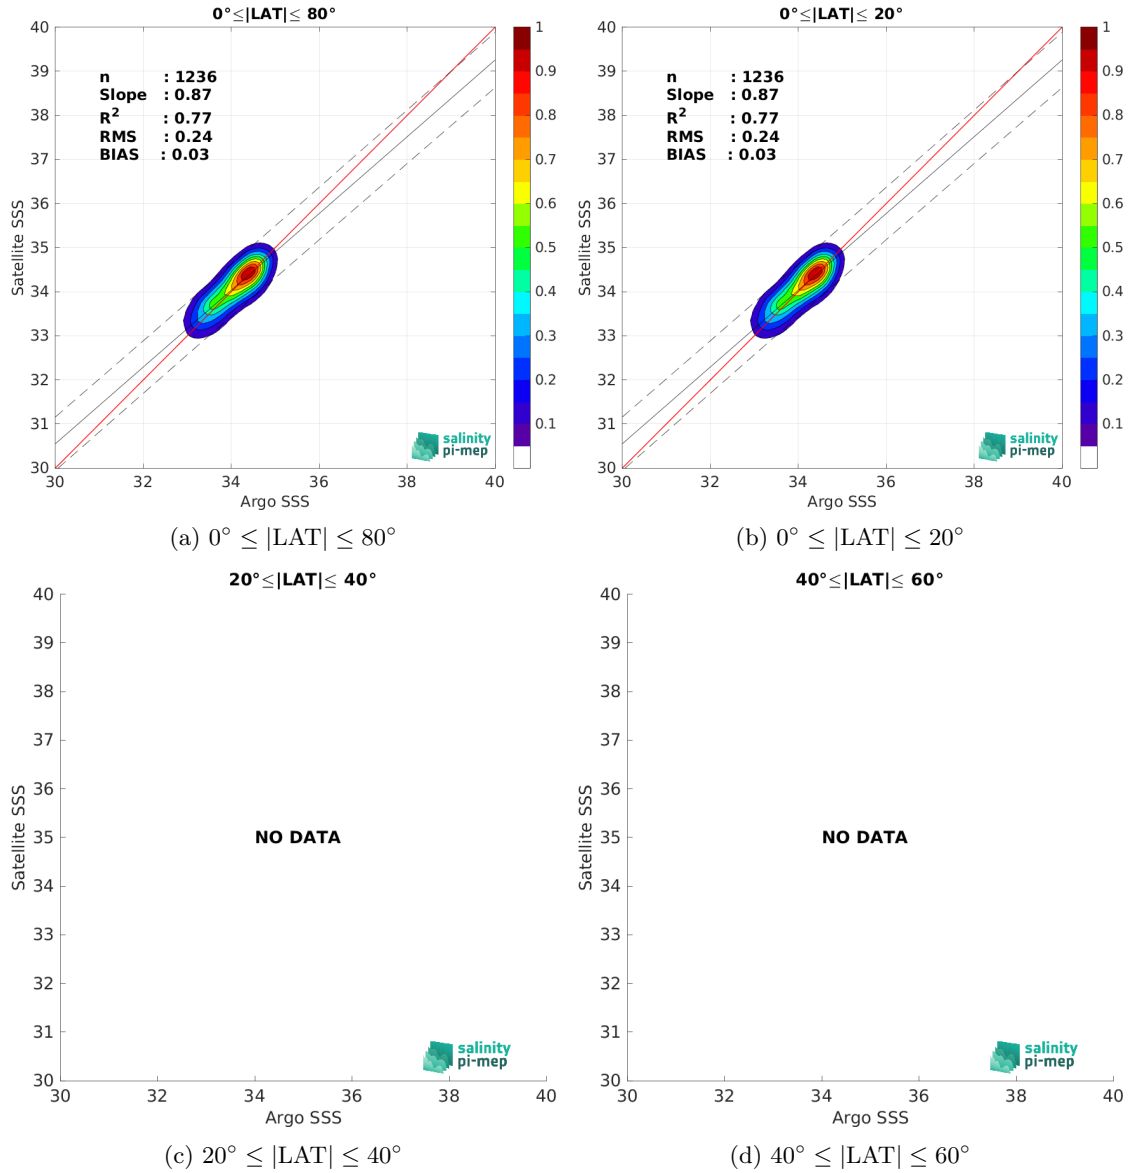 0°≤|LAT|≤ 80°
40
39
38
37
36
35
34
33
32
31
30
Satellite SSS
n : 1236
Slope : 0.87
R² : 0.77
RMS : 0.24
BIAS : 0.03
salinity
pi-mep
30 32 34 36 38 40
Argo SSS
1
0.9
0.8
0.7
0.6
0.5
0.4
0.3
0.2
0.1
(a) 0° ≤ |LAT| ≤ 80°
0°≤|LAT|≤ 20°
40
39
38
37
36
35
34
33
32
31
30
Satellite SSS
n : 1236
Slope : 0.87
R² : 0.77
RMS : 0.24
BIAS : 0.03
salinity
pi-mep
30 32 34 36 38 40
Argo SSS
1
0.9
0.8
0.7
0.6
0.5
0.4
0.3
0.2
0.1
(b) 0° ≤ |LAT| ≤ 20°
20°≤|LAT|≤ 40°
40
39
38
37
36
35
34
33
32
31
30
Satellite SSS
NO DATA
salinity
pi-mep
30 32 34 36 38 40
Argo SSS
(c) 20° ≤ |LAT| ≤ 40°
40°≤|LAT|≤ 60°
40
39
38
37
36
35
34
33
32
31
30
Satellite SSS
NO DATA
salinity
pi-mep
30 32 34 36 38 40
Argo SSS
(d) 40° ≤ |LAT| ≤ 60°